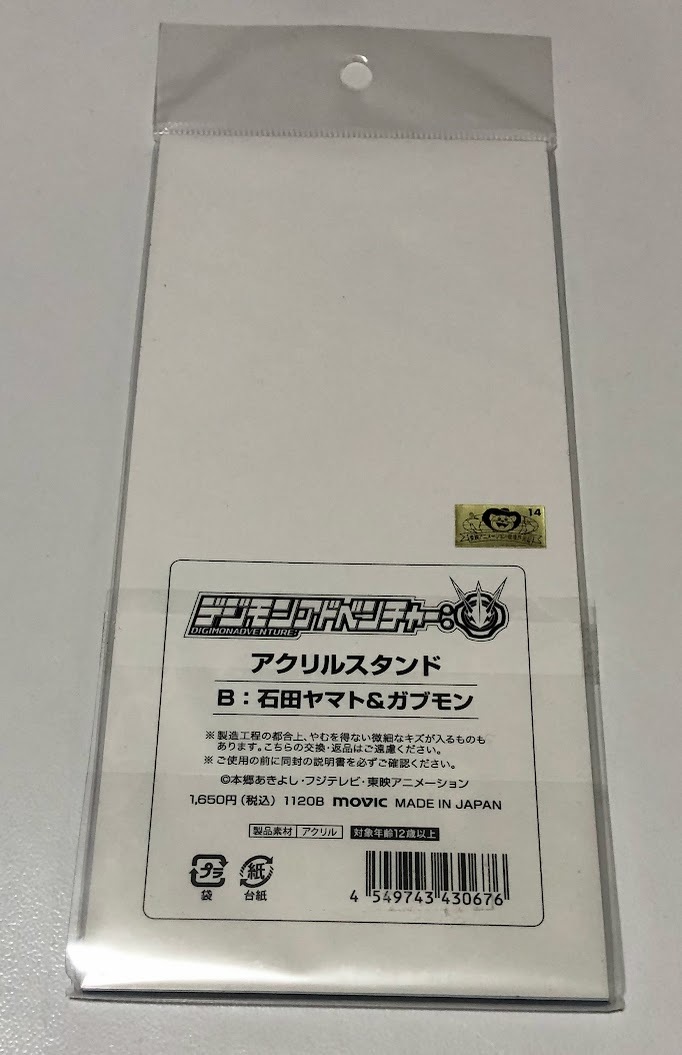 14
デジモンアドベンチャー:
DIGIMON ADVENTURE:
アクリルスタンド
B：石田ヤマト&ガブモン
※製造工程の都合上、やむを得ない微細なキズが入るものも
あります。こちらの交換・返品はご遠慮ください。
※ご使用の前に同封の説明書を必ずご確認ください。
©本郷あきよし・フジテレビ・東映アニメーション
1,650円（税込） 1120B movic MADE IN JAPAN
製品素材 アクリル 対象年齢12歳以上
プラ 紙
袋 台紙
4 549743 430676